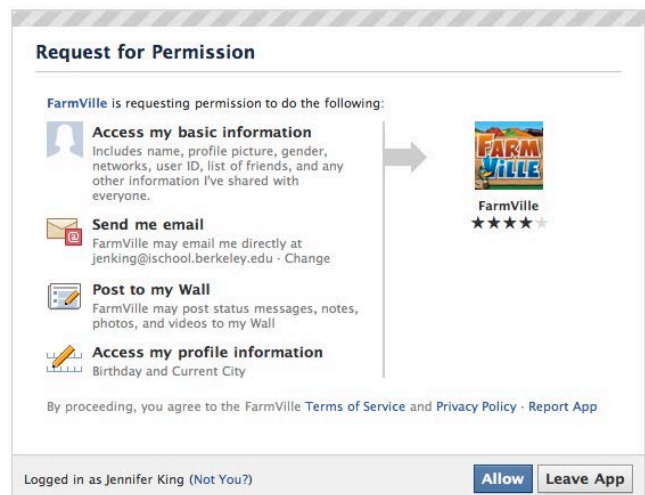 Request for Permission
FarmVille is requesting permission to do the following:
Access my basic information
Includes name, profile picture, gender,
networks, user ID, list of friends, and any
other information I've shared with
everyone.
Send me email
FarmVille may email me directly at
jenking@ischool.berkeley.edu · Change
Post to my Wall
FarmVille may post status messages, notes,
photos, and videos to my Wall
Access my profile information
Birthday and Current City
FARM
VILLE
FarmVille
By proceeding, you agree to the FarmVille Terms of Service and Privacy Policy · Report App
Logged in as Jennifer King (Not You?)
Allow
Leave App